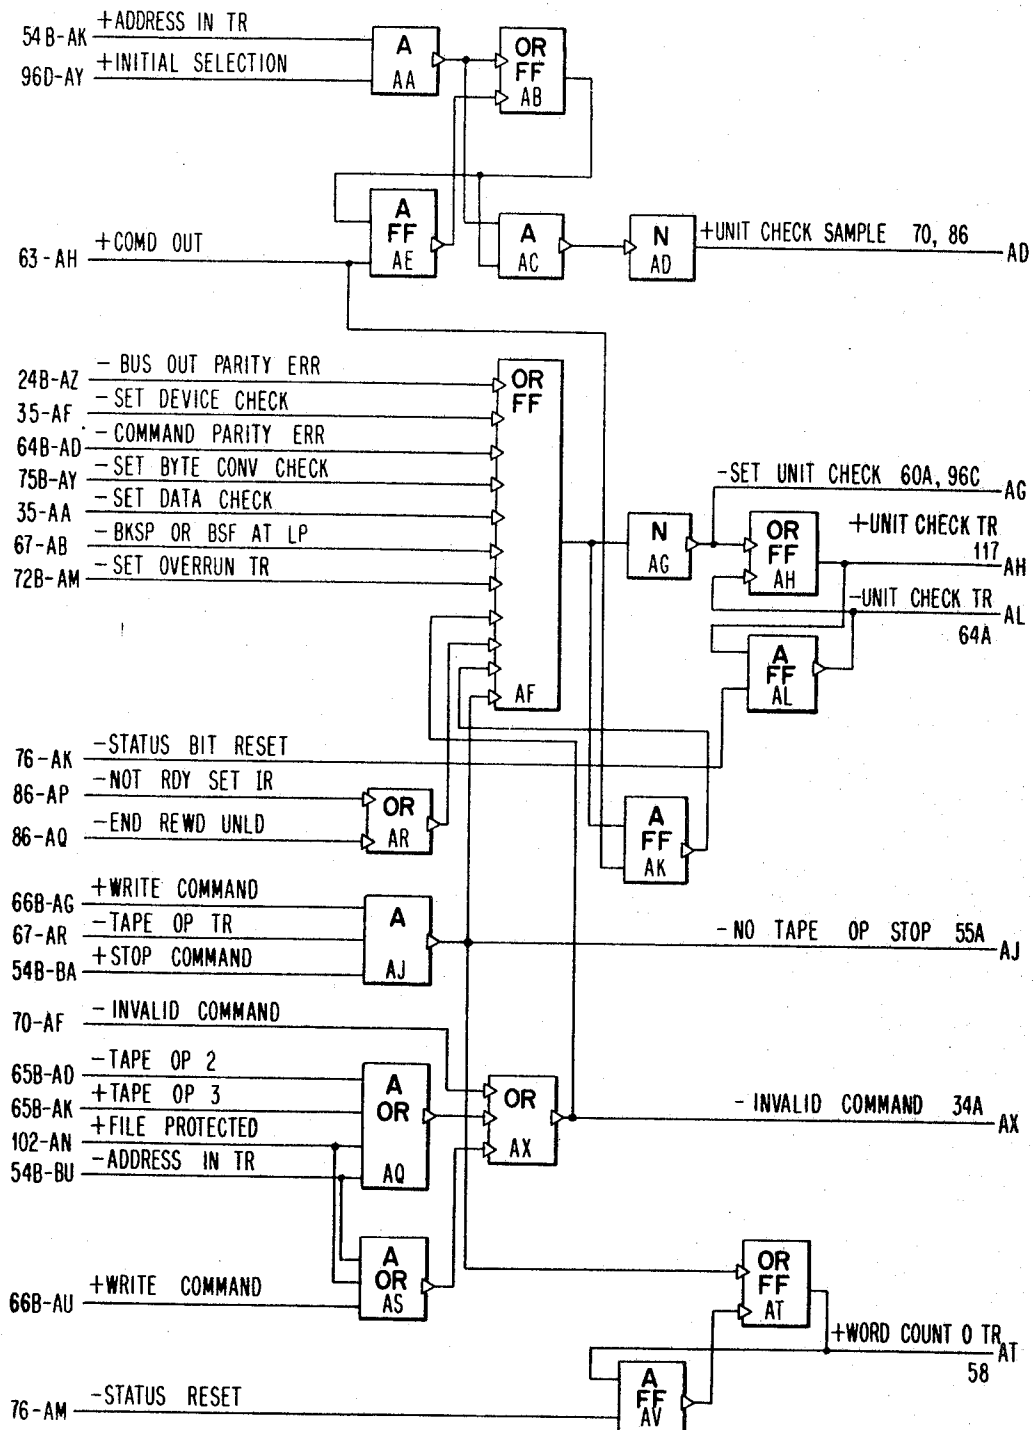 54B-AK +ADDRESS IN TR
96D-AY +INITIAL SELECTION
A
AA
OR
FF
AB
63-AH +COMD OUT
A
FF
AE
A
AC
N
AD
+UNIT CHECK SAMPLE 70, 86 AD
24B-AZ - BUS OUT PARITY ERR
35-AF -SET DEVICE CHECK
64B-AD -COMMAND PARITY ERR
75B-AY -SET BYTE CONV CHECK
35-AA -SET DATA CHECK
67-AB -BKSP OR BSF AT LP
72B-AM -SET OVERRUN TR
OR
FF
AF
N
AG
-SET UNIT CHECK 60A, 96C AG
OR
FF
AH
+UNIT CHECK TR
117 AH
-UNIT CHECK TR AL
64A
A
FF
AL
76-AK -STATUS BIT RESET
86-AP -NOT RDY SET IR
86-AQ -END REWD UNLD
OR
AR
A
FF
AK
66B-AG +WRITE COMMAND
67-AR -TAPE OP TR
54B-BA +STOP COMMAND
A
AJ
-NO TAPE OP STOP 55A AJ
70-AF - INVALID COMMAND
65B-AD -TAPE OP 2
65B-AK +TAPE OP 3
102-AN +FILE PROTECTED
54B-BU -ADDRESS IN TR
A
OR
AQ
OR
AX
- INVALID COMMAND 34A AX
66B-AU +WRITE COMMAND
A
OR
AS
OR
FF
AT
+WORD COUNT 0 TR AT
58
76-AM -STATUS RESET
A
FF
AV